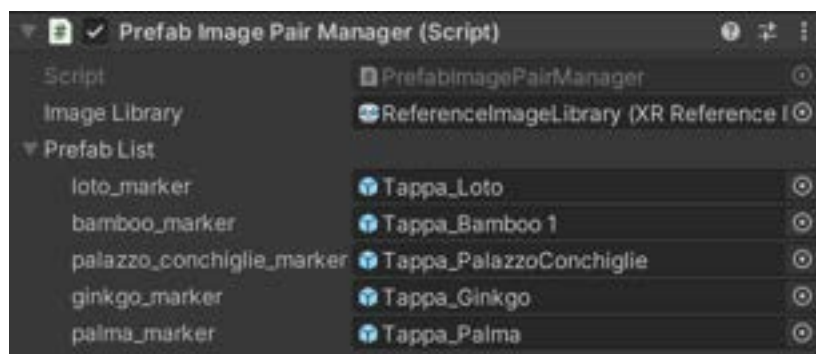 Prefab Image Pair Manager (Script)
Script PrefabImagePairManager
Image Library ReferenceImageLibrary (XR Reference I
Prefab List
loto_marker Tappa_Loto
bamboo_marker Tappa_Bamboo 1
palazzo_conchiglie_marker Tappa_PalazzoConchiglie
ginkgo_marker Tappa_Ginkgo
palma_marker Tappa_Palma